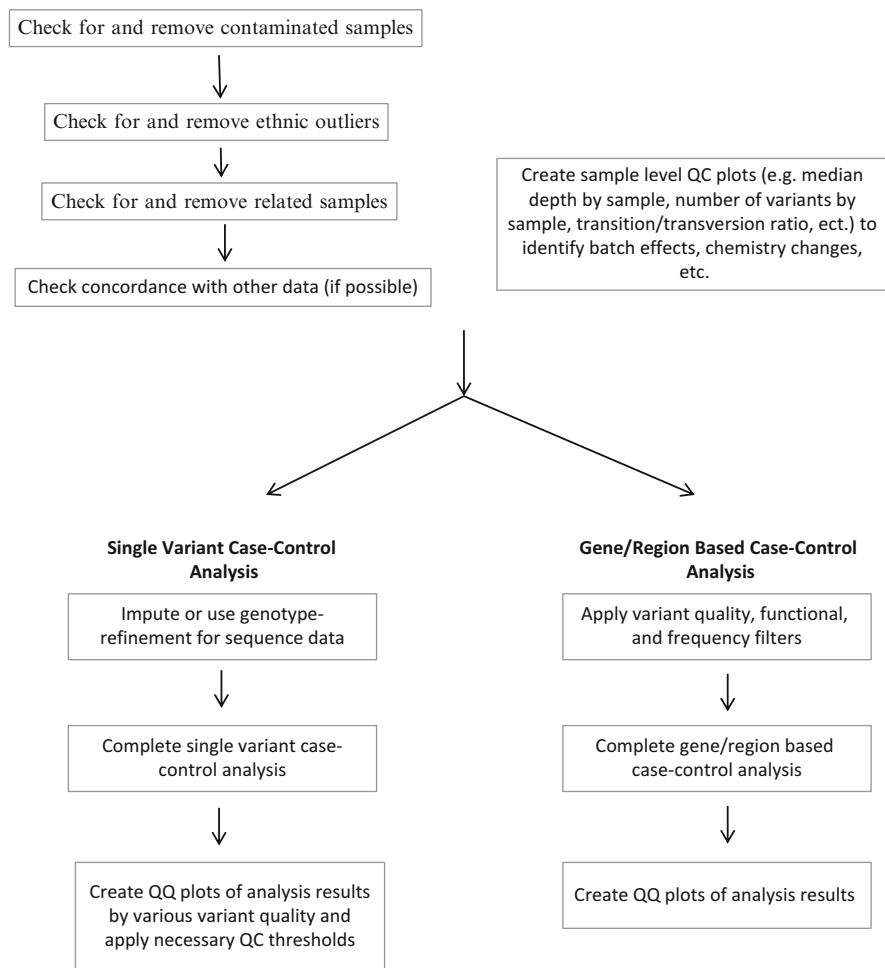 Check for and remove contaminated samples
Check for and remove ethnic outliers
Check for and remove related samples
Check concordance with other data (if possible)
Create sample level QC plots (e.g. median
depth by sample, number of variants by
sample, transition/transversion ratio, ect.) to
identify batch effects, chemistry changes,
etc.
Single Variant Case-Control
Analysis
Impute or use genotype-
refinement for sequence data
Complete single variant case-
control analysis
Create QQ plots of analysis results
by various variant quality and
apply necessary QC thresholds
Gene/Region Based Case-Control
Analysis
Apply variant quality, functional,
and frequency filters
Complete gene/region based
case-control analysis
Create QQ plots of analysis results